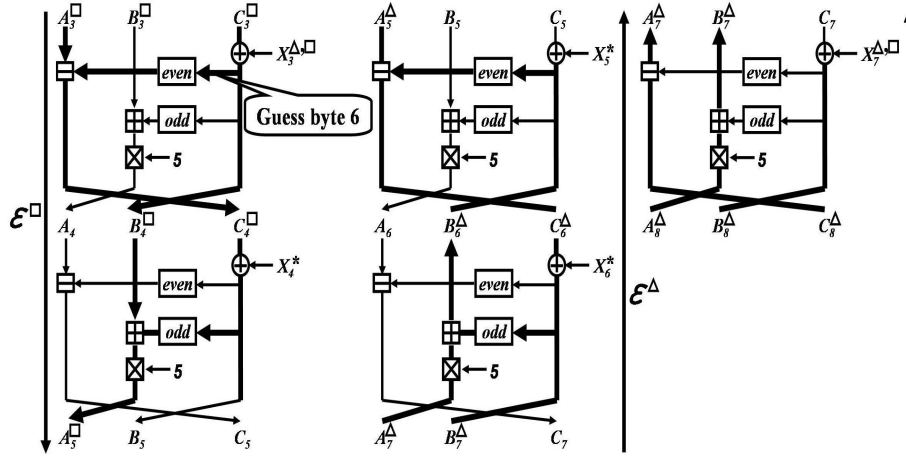 A₃□ B₃□ C₃□ A₅Δ B₅ C₅ A₇Δ B₇Δ C₇
X₃Δ,□ X₅* X₇Δ,□
even even even
Guess byte 6
odd odd odd
5 5 5
ε□
A₄ B₄□ C₄□ A₆ B₆Δ C₆Δ A₈Δ B₈Δ C₈Δ
X₄* X₆*
even even
εΔ
odd odd
5 5
A₅□ B₅ C₅ A₇Δ B₇Δ C₇